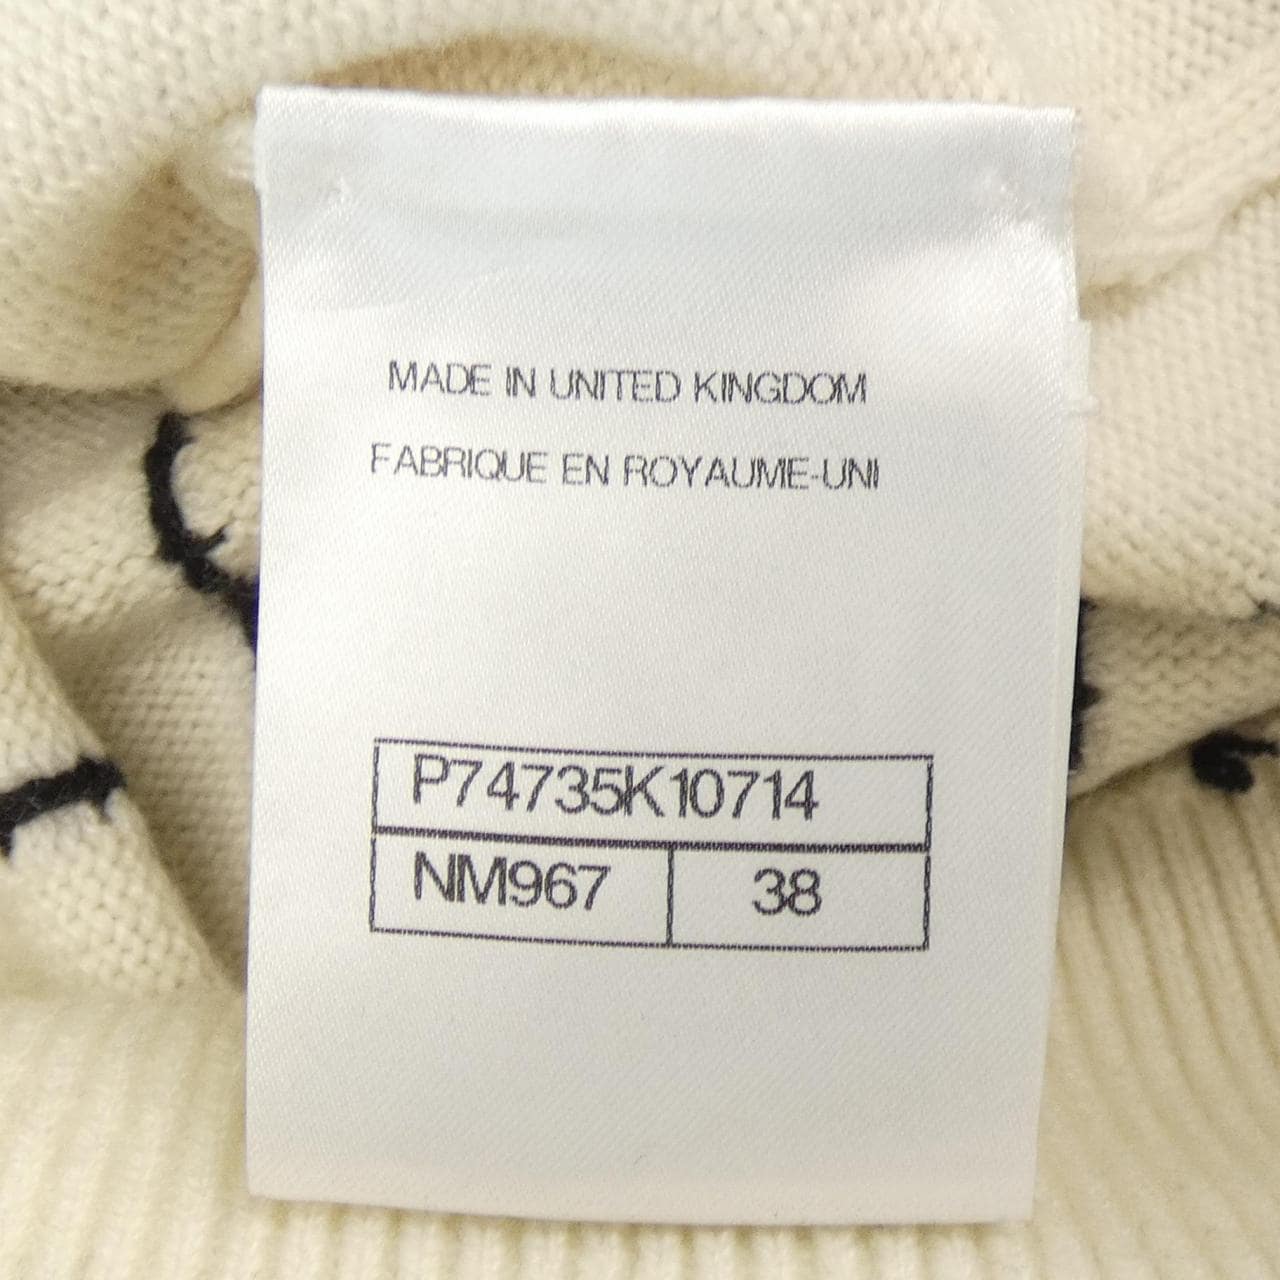 MADE IN UNITED KINGDOM
FABRIQUE EN ROYAUME-UNI
P74735K10714
NM967 38